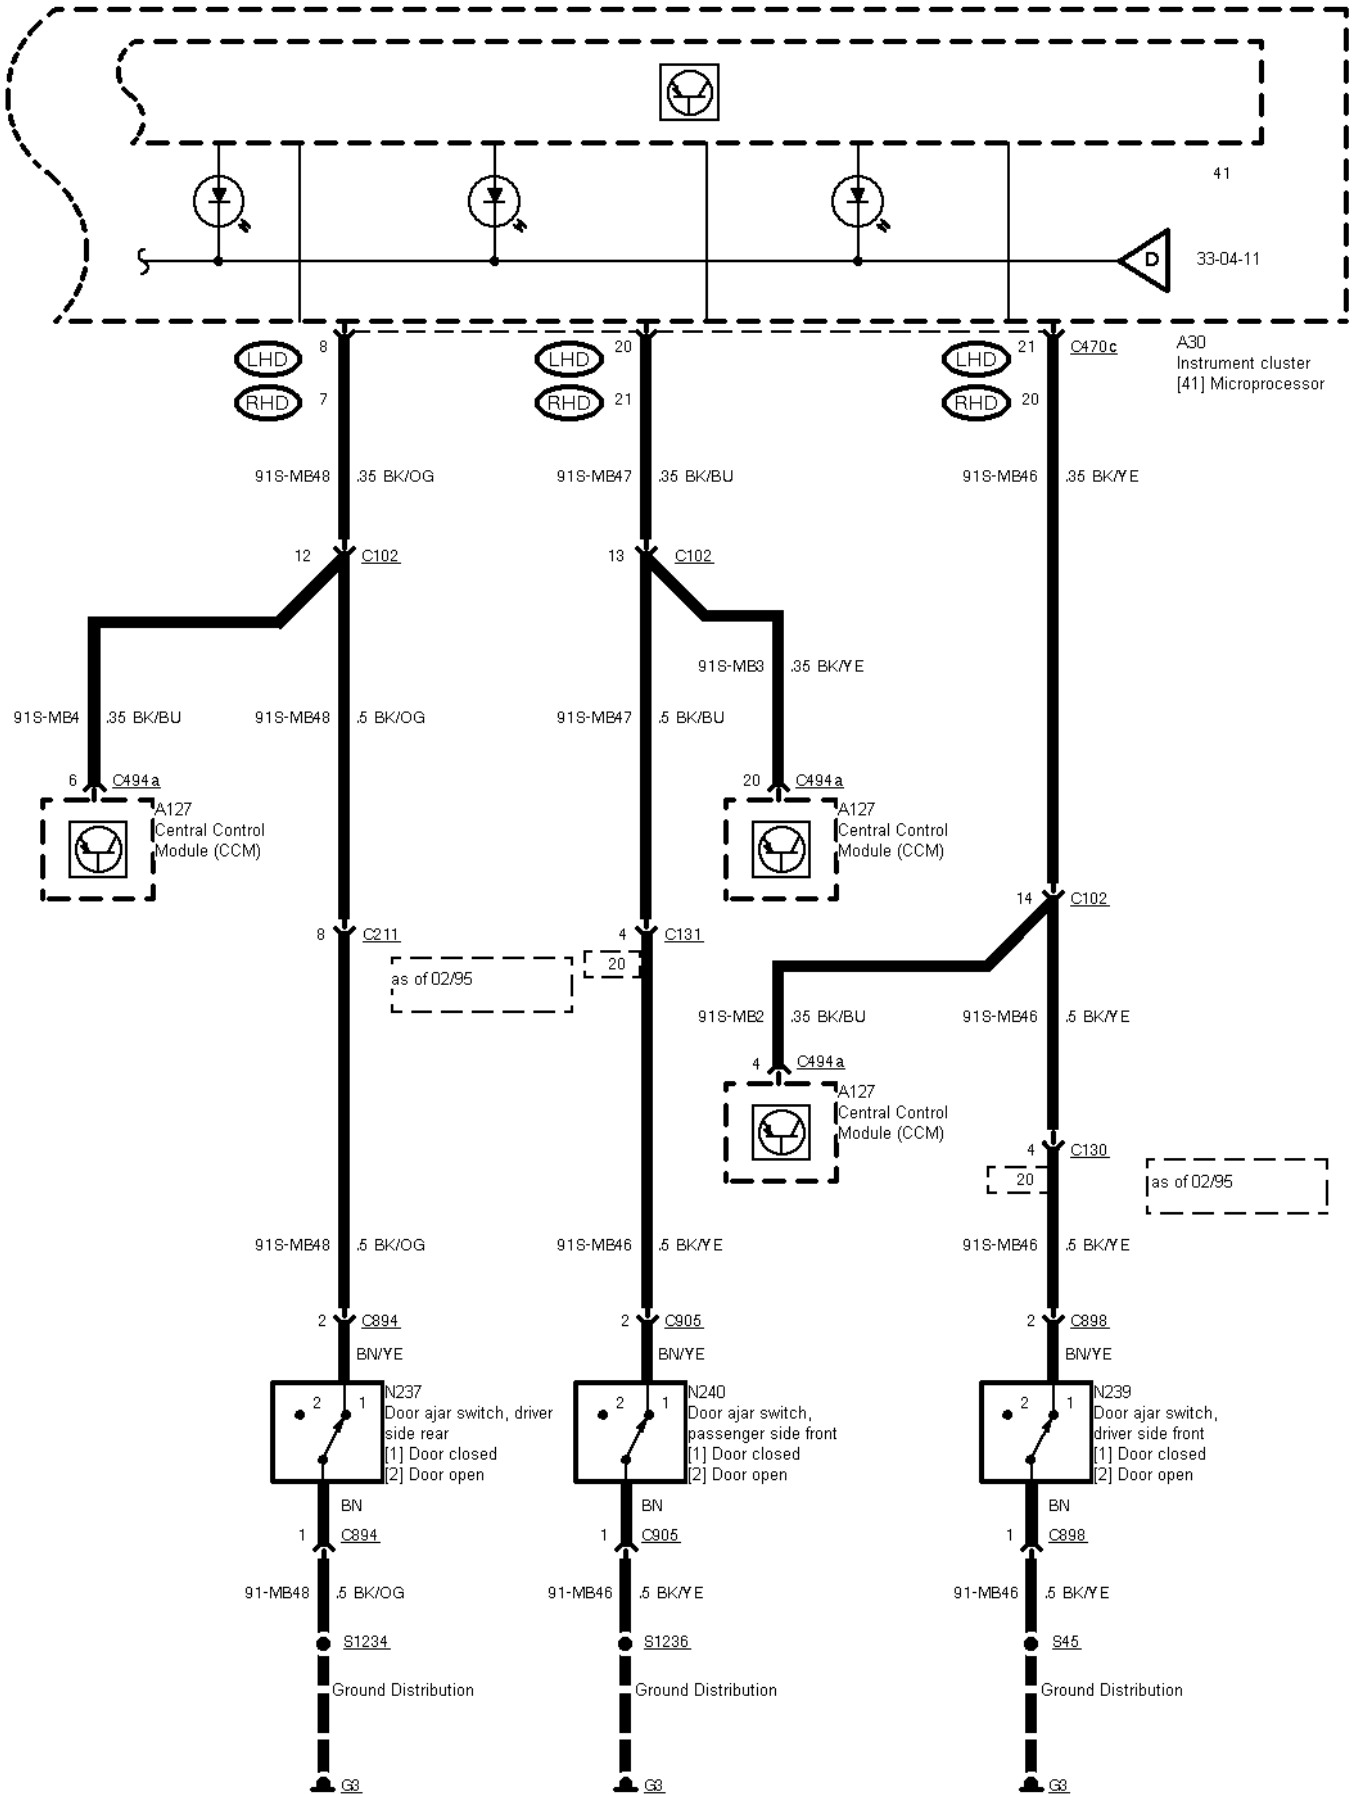 41
D
33-04-11
8
20
21
C470c
LHD
LHD
LHD
RHD
7
RHD
21
RHD
20
A30
Instrument cluster
[41] Microprocessor
91S-MB48
.35 BK/OG
91S-MB47
.35 BK/BU
91S-MB46
.35 BK/YE
12
C102
13
C102
91S-MB3
.35 BK/YE
91S-MB4
.35 BK/BU
91S-MB48
.5 BK/OG
91S-MB47
.5 BK/BU
6
C494a
20
C494a
A127
Central Control
Module (CCM)
A127
Central Control
Module (CCM)
14
C102
8
C211
4
C131
20
as of 02/95
91S-MB2
.35 BK/BU
91S-MB46
.5 BK/YE
4
C494a
A127
Central Control
Module (CCM)
4
C130
20
as of 02/95
91S-MB48
.5 BK/OG
91S-MB46
.5 BK/YE
91S-MB46
.5 BK/YE
2
C894
2
C905
2
C898
BN/YE
BN/YE
BN/YE
2
1
N237
Door ajar switch, driver
side rear
[1] Door closed
[2] Door open
2
1
N240
Door ajar switch,
passenger side front
[1] Door closed
[2] Door open
2
1
N239
Door ajar switch,
driver side front
[1] Door closed
[2] Door open
BN
BN
BN
1
C894
1
C905
1
C898
91-MB48
.5 BK/OG
91-MB46
.5 BK/YE
91-MB46
.5 BK/YE
S1234
S1236
S45
Ground Distribution
Ground Distribution
Ground Distribution
G3
G3
G3